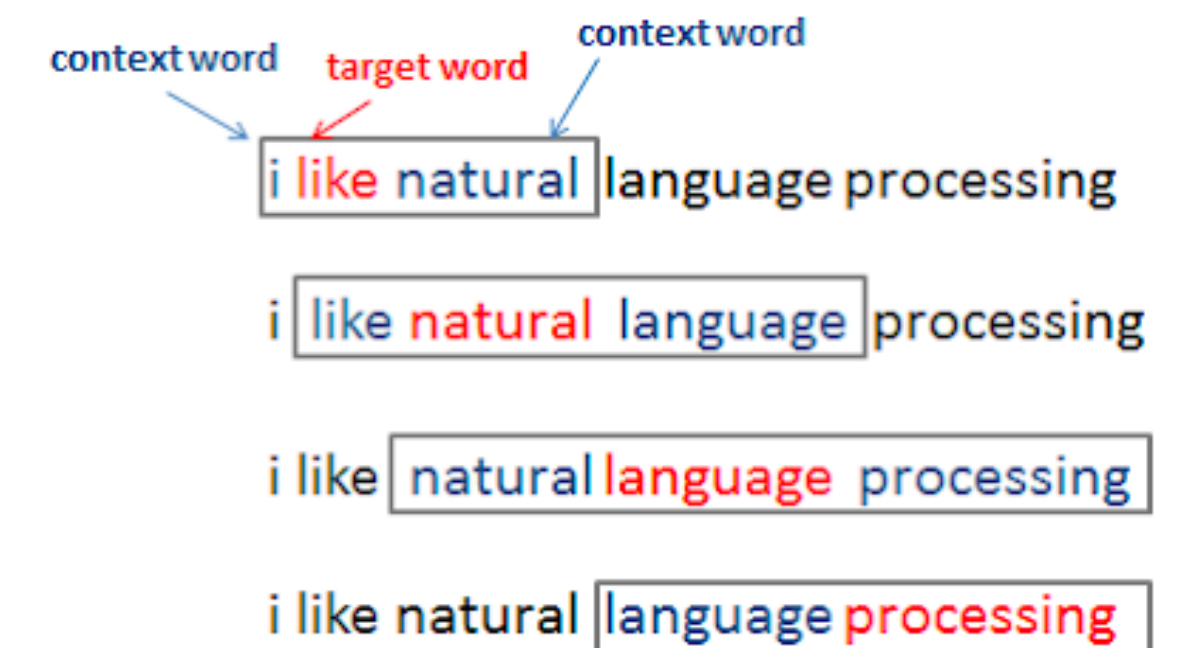 context word
target word
context word
i like natural language processing
i like natural language processing
i like natural language processing
i like natural language processing